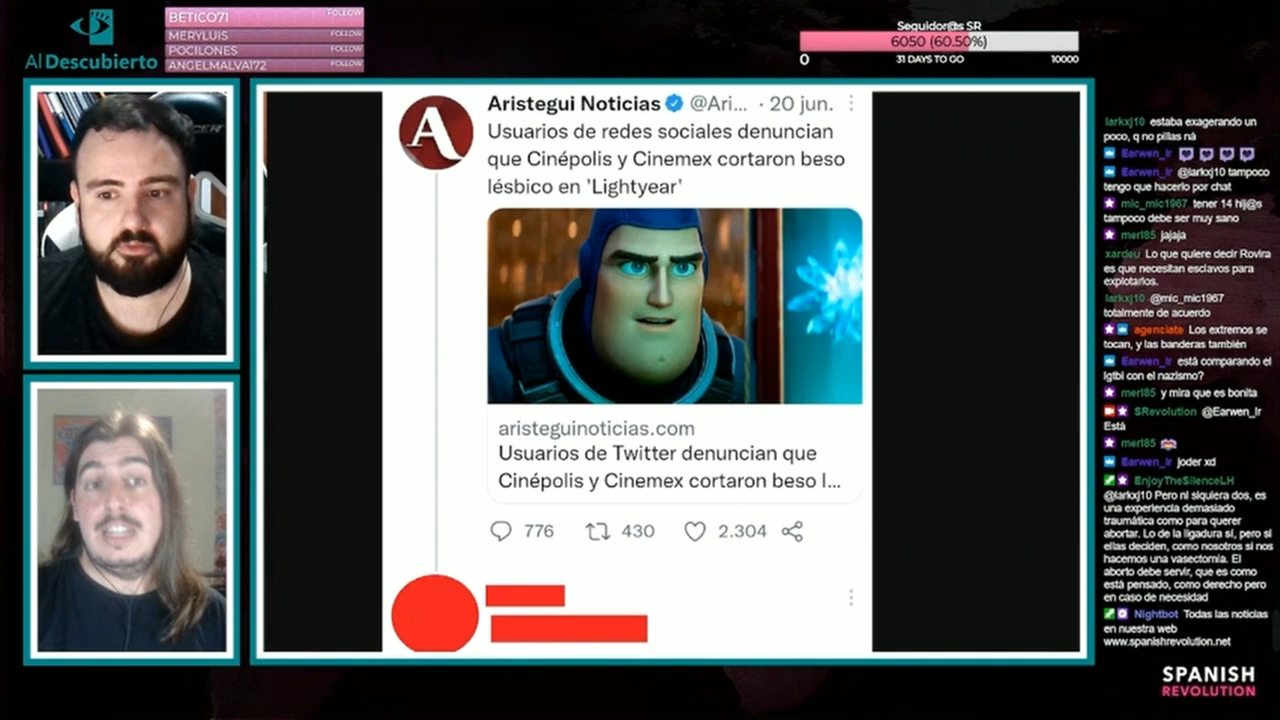 Al Descubierto
BETICO71 FOLLOW
MERYLUIS FOLLOW
POCILONES FOLLOW
ANGELMALVA172 FOLLOW
Seguidor@s SR
6050 (60.50%)
0 31 DAYS TO GO 10000
Aristegui Noticias @Ari... · 20 jun.
Usuarios de redes sociales denuncian
que Cinépolis y Cinemex cortaron beso
lésbico en 'Lightyear'
aristeguinoticias.com
Usuarios de Twitter denuncian que
Cinépolis y Cinemex cortaron beso l...
776 430 2.304
larkxj10 estaba exagerando un
poco, q no pillas ná
Earwen_Ir
Earwen_Ir @larkxj10 tampoco
tengo que hacerlo por chat
mic_mic1967 tener 14 hij@s
tampoco debe ser muy sano
merl85 jajaja
xardeu Lo que quiere decir Rovira
es que necesitan esclavos para
explotarlos.
larkxj10 @mic_mic1967
totalmente de acuerdo
agenciate Los extremos se
tocan, y las banderas también
Earwen_Ir está comparando el
lgtbi con el nazismo?
merl85 y mira que es bonita
SRevolution @Earwen_Ir
Está
merl85
Earwen_Ir joder xd
EnjoyTheSilenceLH
@larkxj10 Pero ni siquiera dos, es
una experiencia demasiado
traumática como para querer
abortar. Lo de la ligadura sí, pero si
ellas deciden, como nosotros si nos
hacemos una vasectomía. El
aborto debe servir, que es como
está pensado, como derecho pero
en caso de necesidad
Nightbot Todas las noticias
en nuestra web
www.spanishrevolution.net
SPANISH
REVOLUTION